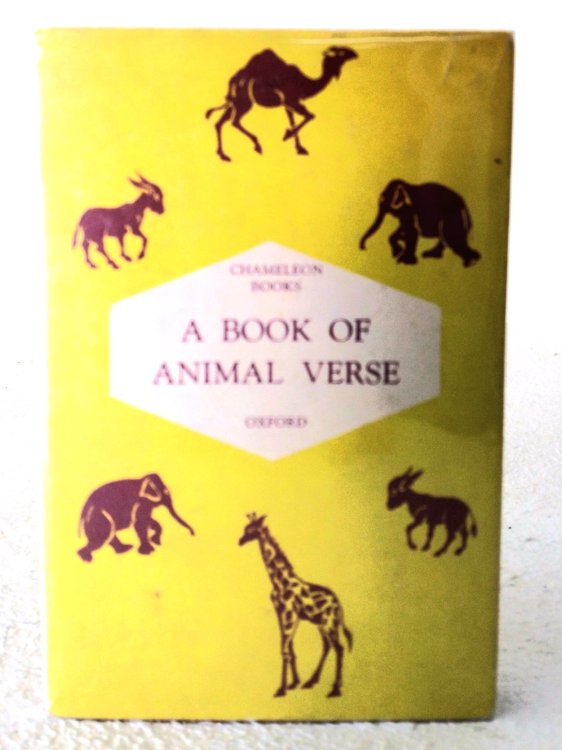 CHAMELEON
BOOKS
A BOOK OF
ANIMAL VERSE
OXFORD